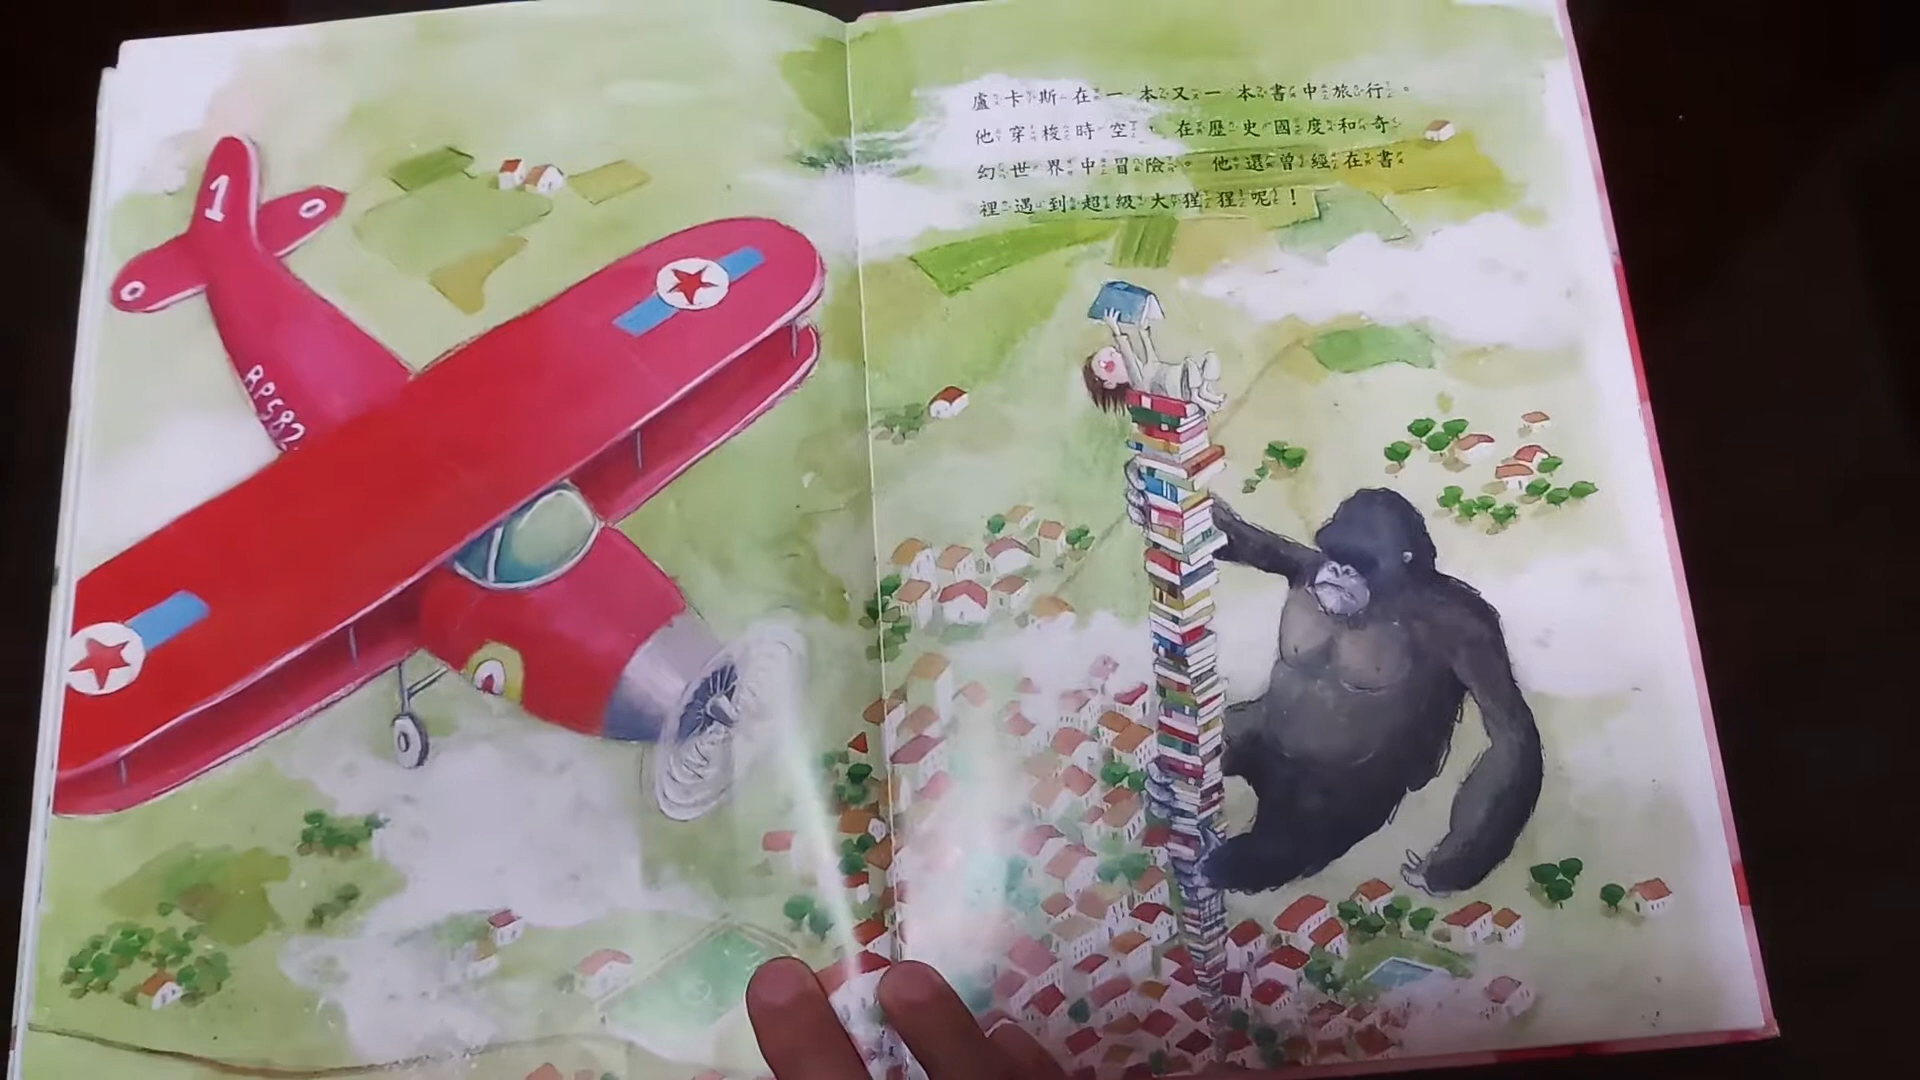 1
0
0
RP582
盧卡斯在一本又一本書中旅行。
他穿梭時空，在歷史國度和奇
幻世界中冒險。他還曾經在書
裡遇到超級大猩猩呢！